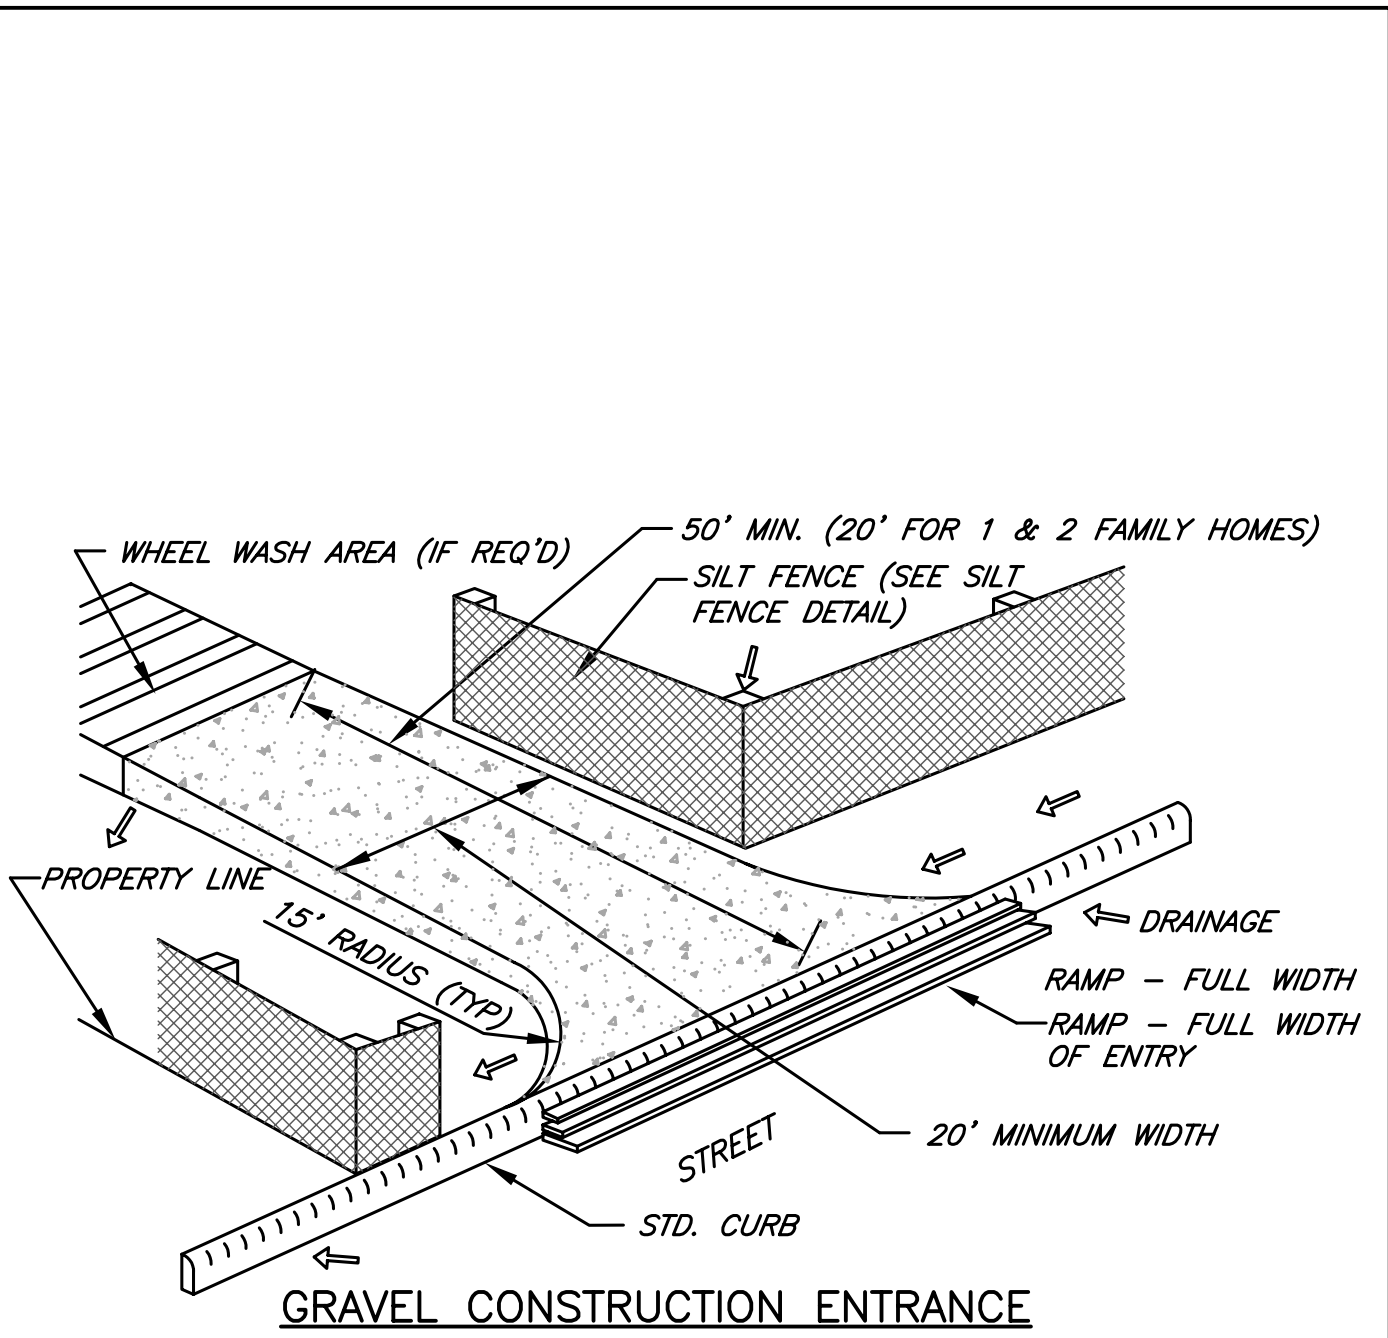 50' MIN. (20' FOR 1 & 2 FAMILY HOMES)
WHEEL WASH AREA (IF REQ'D)
SILT FENCE (SEE SILT
FENCE DETAIL)
PROPERTY LINE
15' RADIUS (TYP)
DRAINAGE
RAMP - FULL WIDTH
RAMP - FULL WIDTH
OF ENTRY
20' MINIMUM WIDTH
STREET
STD. CURB
GRAVEL CONSTRUCTION ENTRANCE